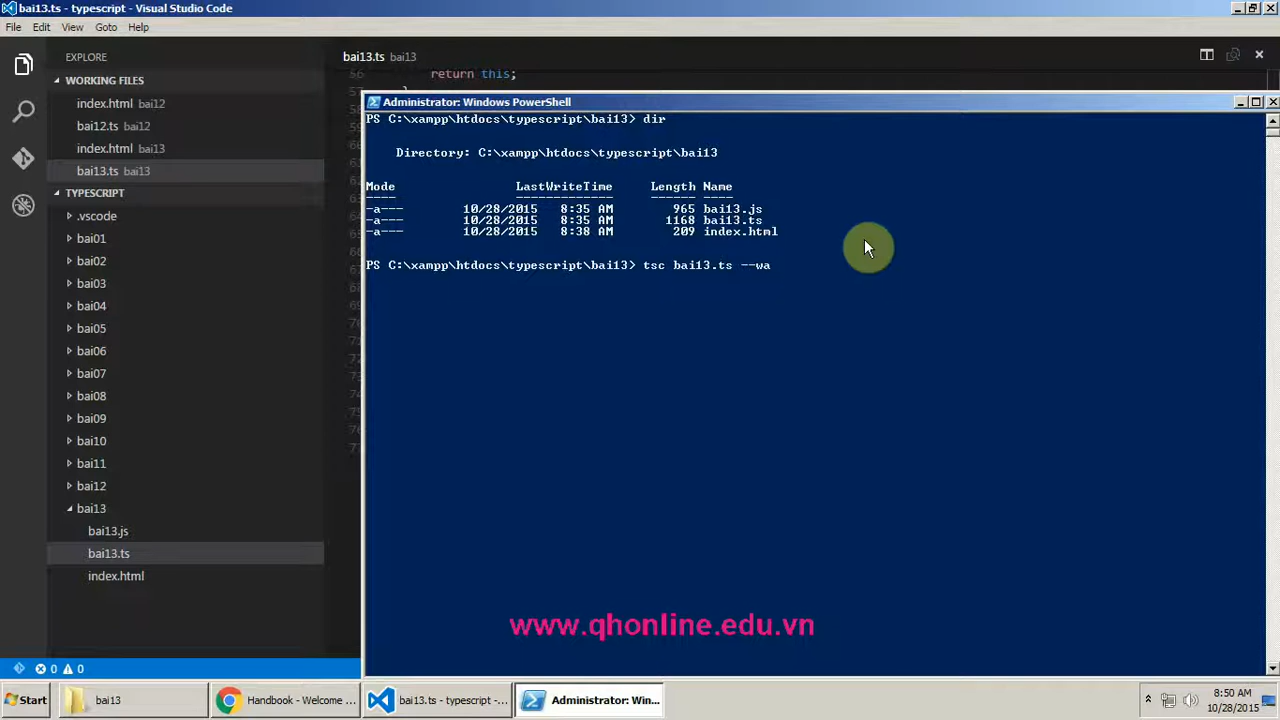 bai13.ts - typescript - Visual Studio Code
File Edit View Goto Help
EXPLORE
WORKING FILES
index.html bai12
bai12.ts bai12
index.html bai13
bai13.ts bai13
TYPESCRIPT
.vscode
bai01
bai02
bai03
bai04
bai05
bai06
bai07
bai08
bai09
bai10
bai11
bai12
bai13
bai13.js
bai13.ts
index.html
0 0
bai13.ts bai13
56 return this;
57 }
Administrator: Windows PowerShell
PS C:\xampp\htdocs\typescript\bai13> dir
Directory: C:\xampp\htdocs\typescript\bai13
Mode LastWriteTime Length Name
---- ------------- ------ ----
-a--- 10/28/2015 8:35 AM 965 bai13.js
-a--- 10/28/2015 8:35 AM 1168 bai13.ts
-a--- 10/28/2015 8:38 AM 209 index.html
PS C:\xampp\htdocs\typescript\bai13> tsc bai13.ts --wa
www.qhonline.edu.vn
Start bai13 Handbook - Welcome ... bai13.ts - typescript -... Administrator: Win...
8:50 AM
10/28/2015